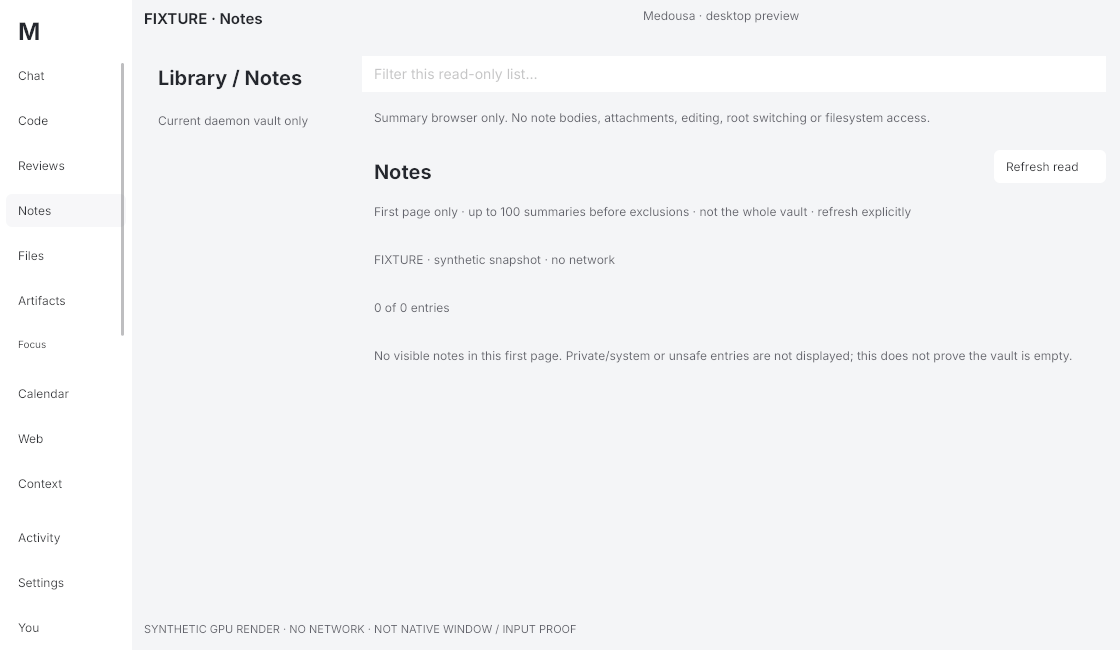 M
Chat
Code
Reviews
Notes
Files
Artifacts
Focus
Calendar
Web
Context
Activity
Settings
You
FIXTURE · Notes
Medousa · desktop preview
Library / Notes
Current daemon vault only
Filter this read-only list...
Summary browser only. No note bodies, attachments, editing, root switching or filesystem access.
Notes
Refresh read
First page only · up to 100 summaries before exclusions · not the whole vault · refresh explicitly
FIXTURE · synthetic snapshot · no network
0 of 0 entries
No visible notes in this first page. Private/system or unsafe entries are not displayed; this does not prove the vault is empty.
SYNTHETIC GPU RENDER · NO NETWORK · NOT NATIVE WINDOW / INPUT PROOF